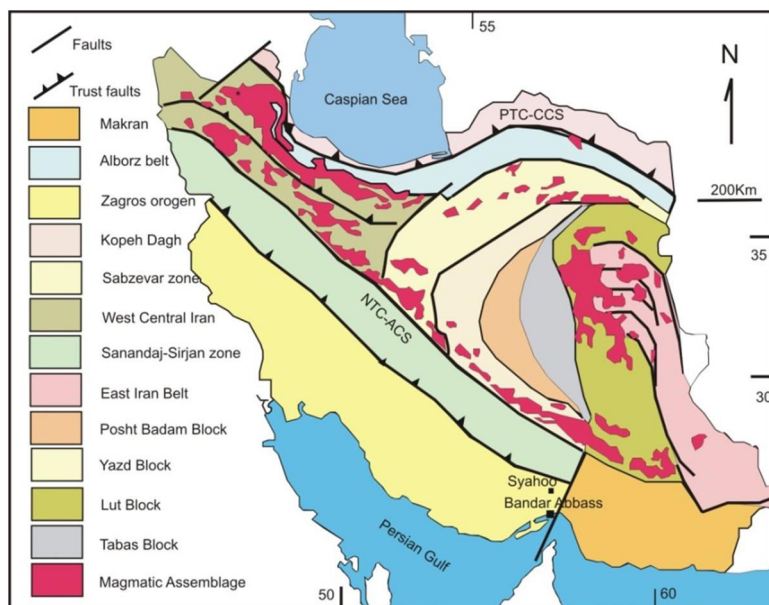 Faults
Trust faults
Makran
Alborz belt
Zagros orogen
Kopeh Dagh
Sabzevar zone
West Central Iran
Sanandaj-Sirjan zone
East Iran Belt
Posht Badam Block
Yazd Block
Lut Block
Tabas Block
Magmatic Assemblage
55
Caspian Sea
PTC-CCS
N
200Km
35
NTC-ACS
30
Syahoo
Bandar Abbass
Persian Gulf
50
60